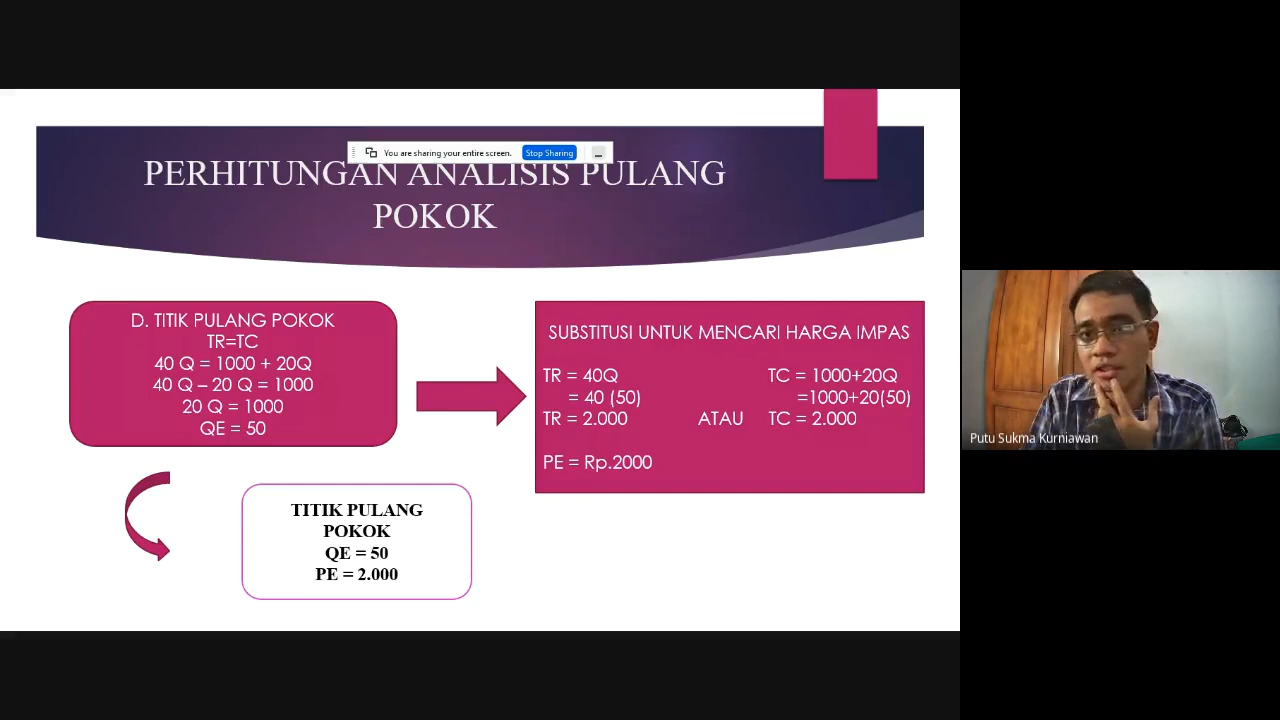 You are sharing your entire screen. Stop Sharing
PERHITUNGAN ANALISIS PULANG
POKOK
D. TITIK PULANG POKOK
TR=TC
40 Q = 1000 + 20Q
40 Q – 20 Q = 1000
20 Q = 1000
QE = 50
SUBSTITUSI UNTUK MENCARI HARGA IMPAS
TR = 40Q TC = 1000+20Q
= 40 (50) =1000+20(50)
TR = 2.000 ATAU TC = 2.000
PE = Rp.2000
TITIK PULANG
POKOK
QE = 50
PE = 2.000
Putu Sukma Kurniawan